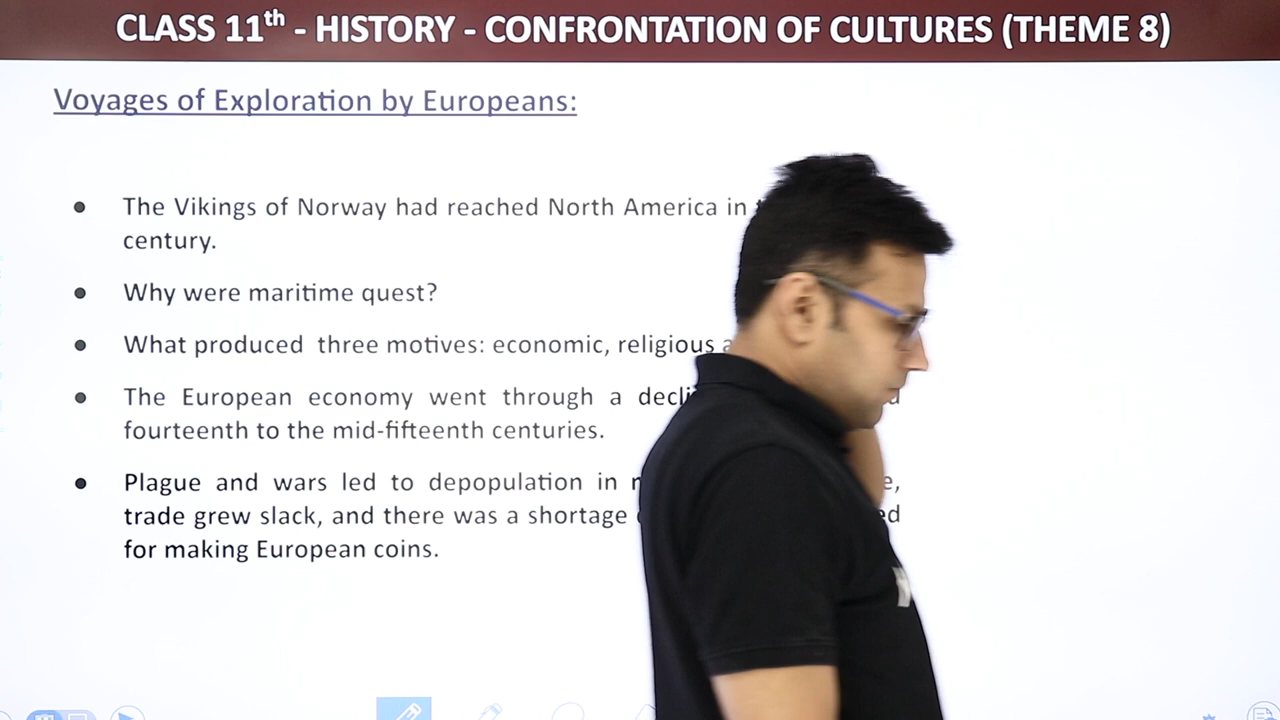 CLASS 11th - HISTORY - CONFRONTATION OF CULTURES (THEME 8)
Voyages of Exploration by Europeans:
● The Vikings of Norway had reached North America in
century.
● Why were maritime quest?
● What produced three motives: economic, religious
● The European economy went through a
fourteenth to the mid-fifteenth centuries.
● Plague and wars led to depopulation in
trade grew slack, and there was a shortage
for making European coins.